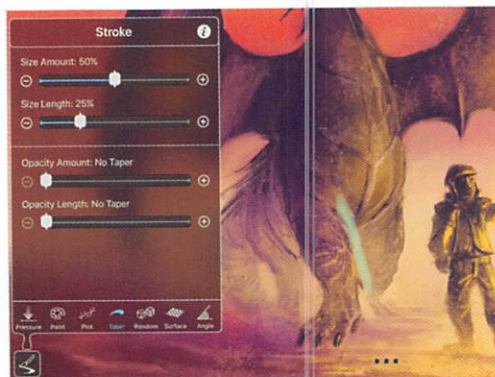 Stroke
Size Amount: 50%
Size Length: 25%
Opacity Amount: No Taper
Opacity Length: No Taper
Pressure Paint Plot Taper Random Surface Angle